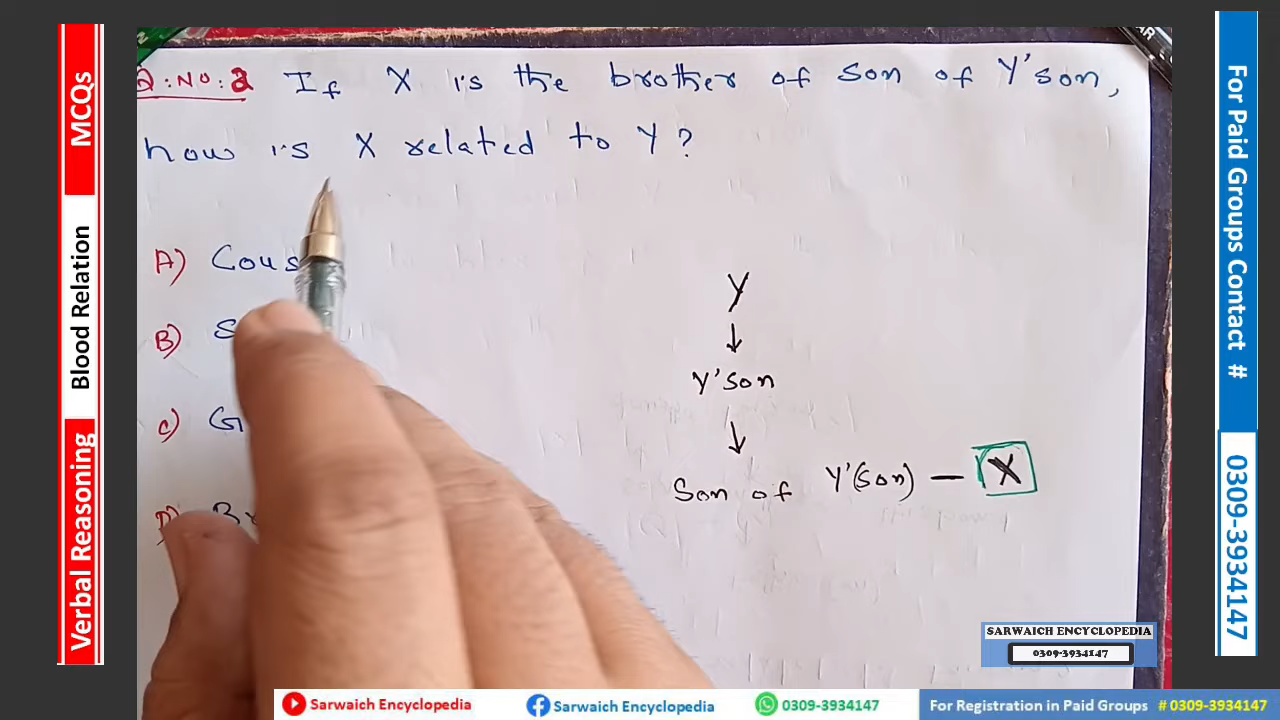 MCQs
Blood Relation
Verbal Reasoning
Q:NO:2 If X is the brother of son of Y'son,
how is X related to Y?
A)
B)
C)
D)
Y
Y'son
Son of Y'(son) — X
SARWAICH ENCYCLOPEDIA
0309-3934147
For Paid Groups Contact #
0309-3934147
Sarwaich Encyclopedia
Sarwaich Encyclopedia
0309-3934147
For Registration in Paid Groups # 0309-3934147